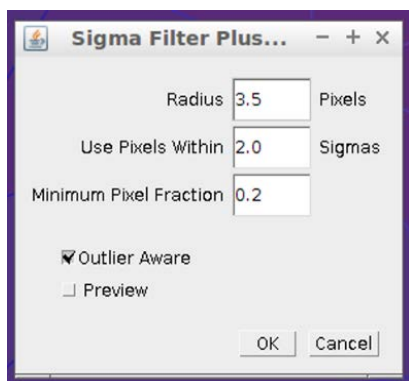 Sigma Filter Plus...
Radius 3.5 Pixels
Use Pixels Within 2.0 Sigmas
Minimum Pixel Fraction 0.2
Outlier Aware
Preview
OK Cancel